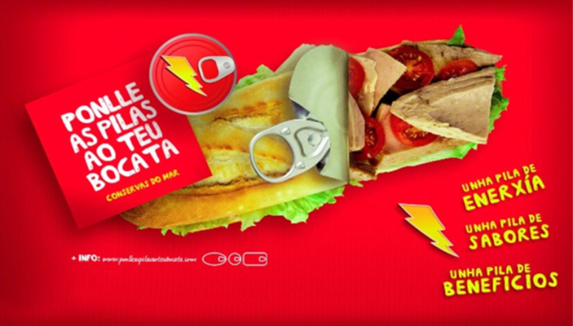 PONLLE
AS PILAS
AO TEU
BOCATA
CONSERVAS DO MAR
UNHA PILA DE
ENERXÍA
UNHA PILA DE
SABORES
UNHA PILA DE
BENEFICIOS
+ INFO: